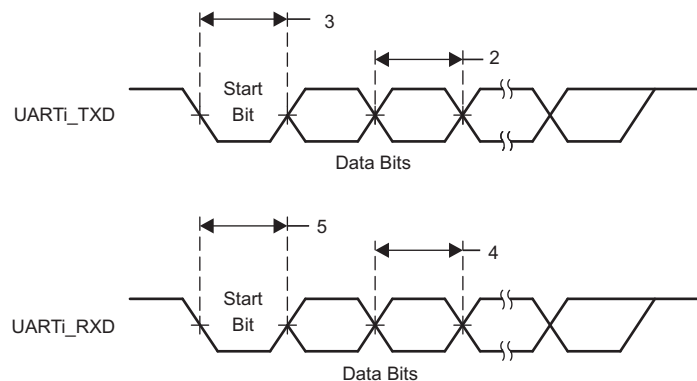 3
2
Start
Bit
UARTi_TXD
Data Bits
5
4
Start
Bit
UARTi_RXD
Data Bits